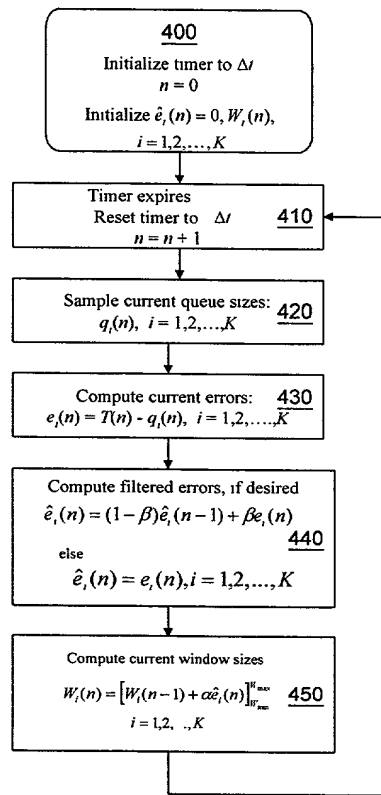 400
Initialize timer to Δt
n = 0
Initialize ê_i(n) = 0, W_i(n),
i = 1,2,…,K
Timer expires
Reset timer to Δt
n = n + 1
410
Sample current queue sizes:
q_i(n), i = 1,2,…,K
420
Compute current errors:
430
e_i(n) = T(n) - q_i(n), i = 1,2,….,K
Compute filtered errors, if desired
ê_i(n) = (1−β)ê_i(n−1) + βe_i(n)
440
else
ê_i(n) = e_i(n), i = 1,2,...,K
Compute current window sizes
W_i(n) = [W_i(n−1) + αê_i(n)]
450
i = 1,2, .,K